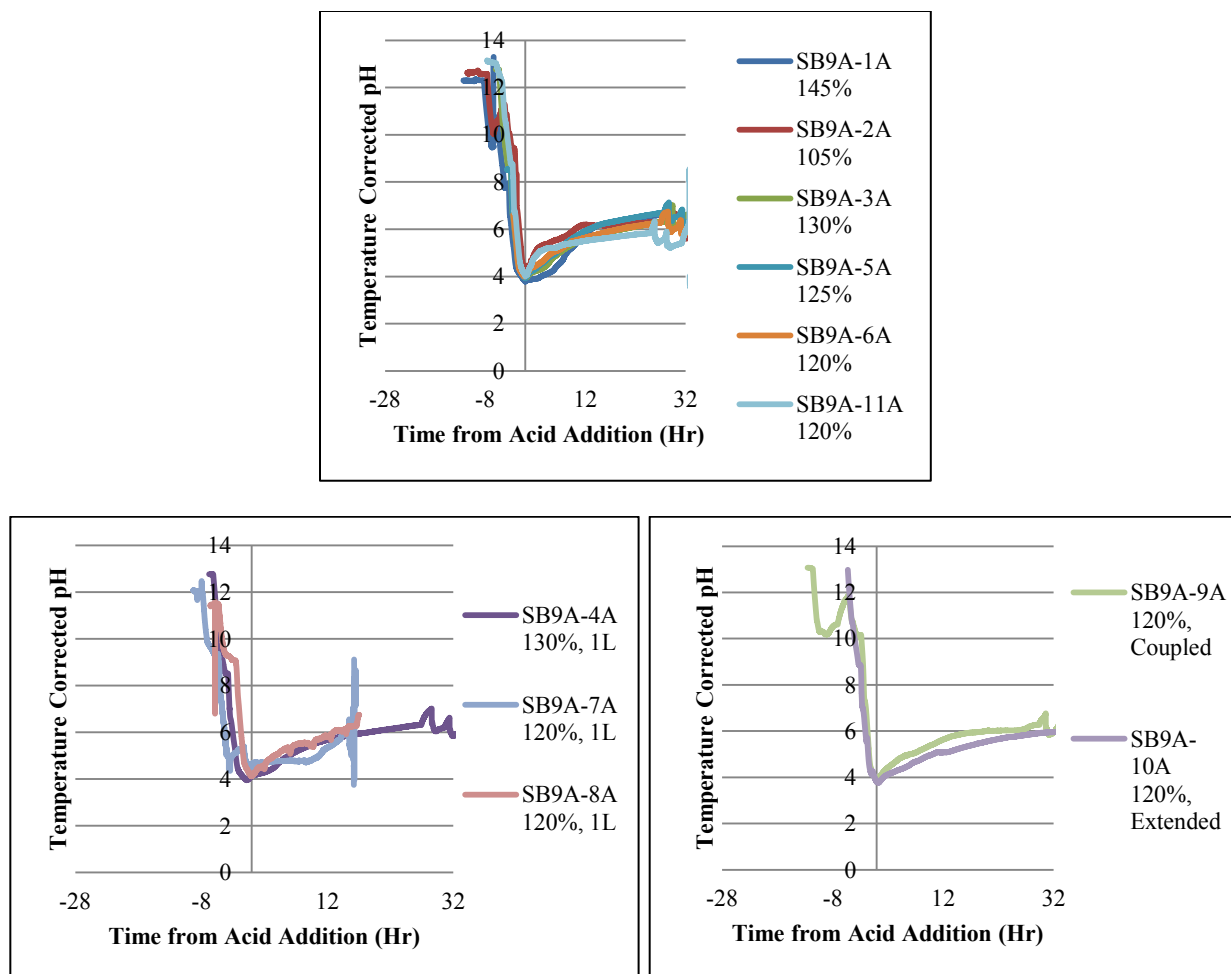 Temperature Corrected pH
14
12
10
8
6
4
2
0
-28
-8
12
32
Time from Acid Addition (Hr)
SB9A-1A
145%
SB9A-2A
105%
SB9A-3A
130%
SB9A-5A
125%
SB9A-6A
120%
SB9A-11A
120%
Temperature Corrected pH
14
12
10
8
6
4
2
0
-28
-8
12
32
Time from Acid Addition (Hr)
SB9A-4A
130%, 1L
SB9A-7A
120%, 1L
SB9A-8A
120%, 1L
Temperature Corrected pH
14
12
10
8
6
4
2
0
-28
-8
12
32
Time from Acid Addition (Hr)
SB9A-9A
120%,
Coupled
SB9A-
10A
120%,
Extended